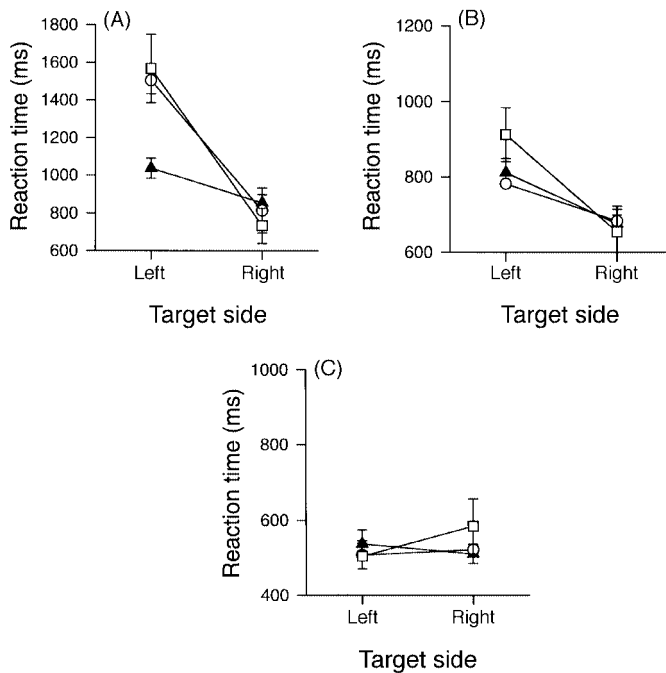 (A)
1800
1600
1400
1200
1000
800
600
Reaction time (ms)
Left Right
Target side
(B)
1200
1000
800
600
Reaction time (ms)
Left Right
Target side
(C)
1000
800
600
400
Reaction time (ms)
Left Right
Target side